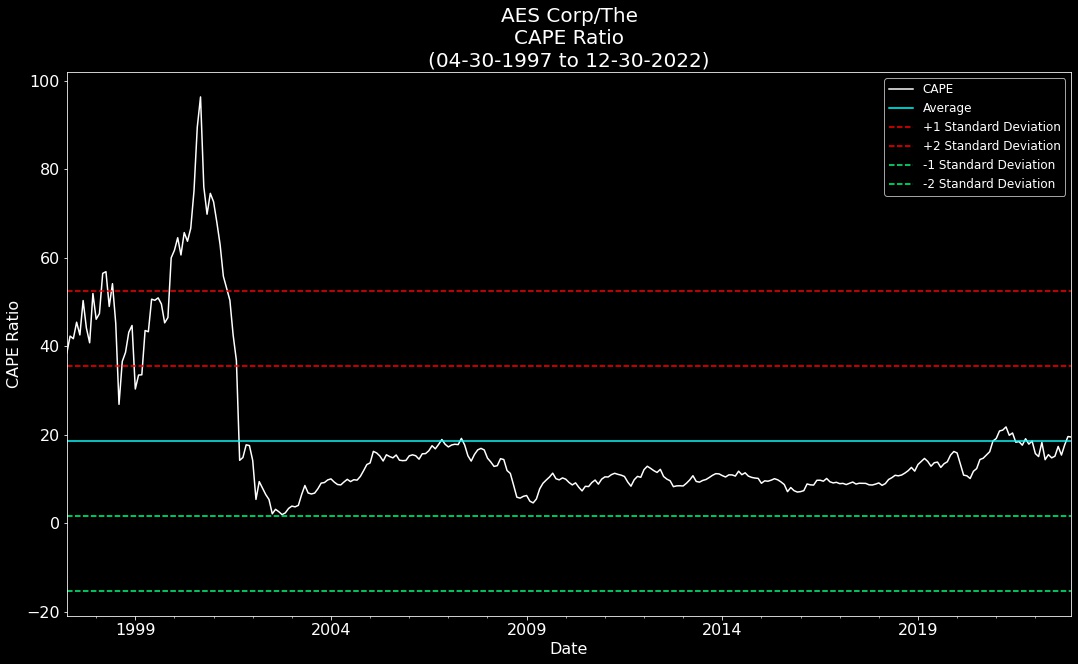 AES Corp/The
CAPE Ratio
(04-30-1997 to 12-30-2022)
CAPE
Average
+1 Standard Deviation
+2 Standard Deviation
-1 Standard Deviation
-2 Standard Deviation
CAPE Ratio
100
80
60
40
20
0
−20
1999
2004
2009
2014
2019
Date